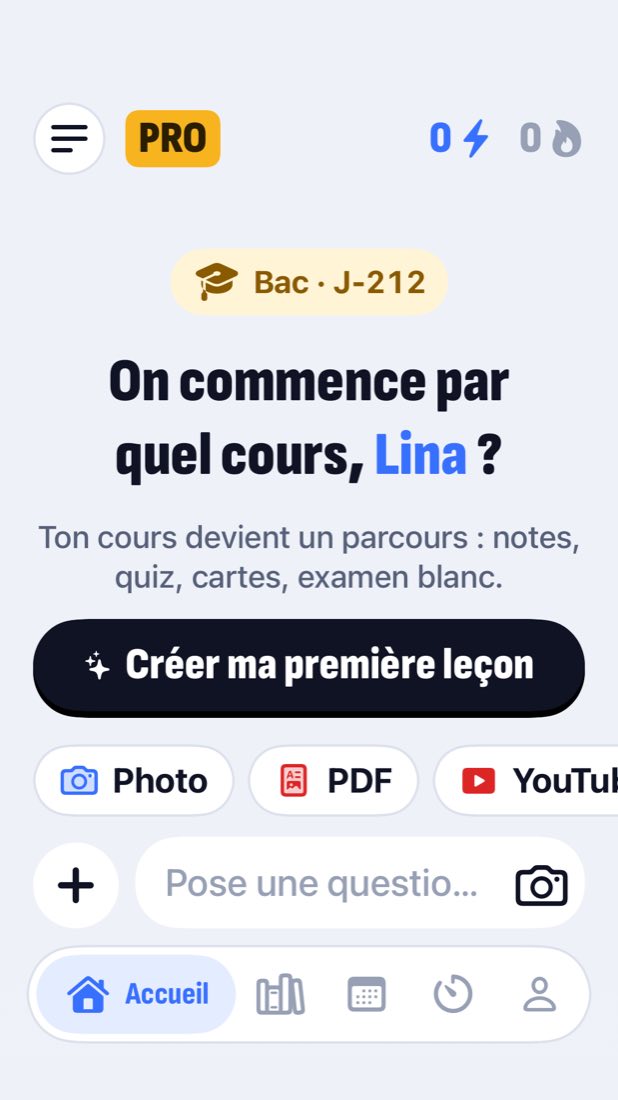 PRO
0
0
Bac · J-212
On commence par
quel cours, Lina ?
Ton cours devient un parcours : notes,
quiz, cartes, examen blanc.
Créer ma première leçon
Photo
PDF
YouTub
Pose une questio...
Accueil